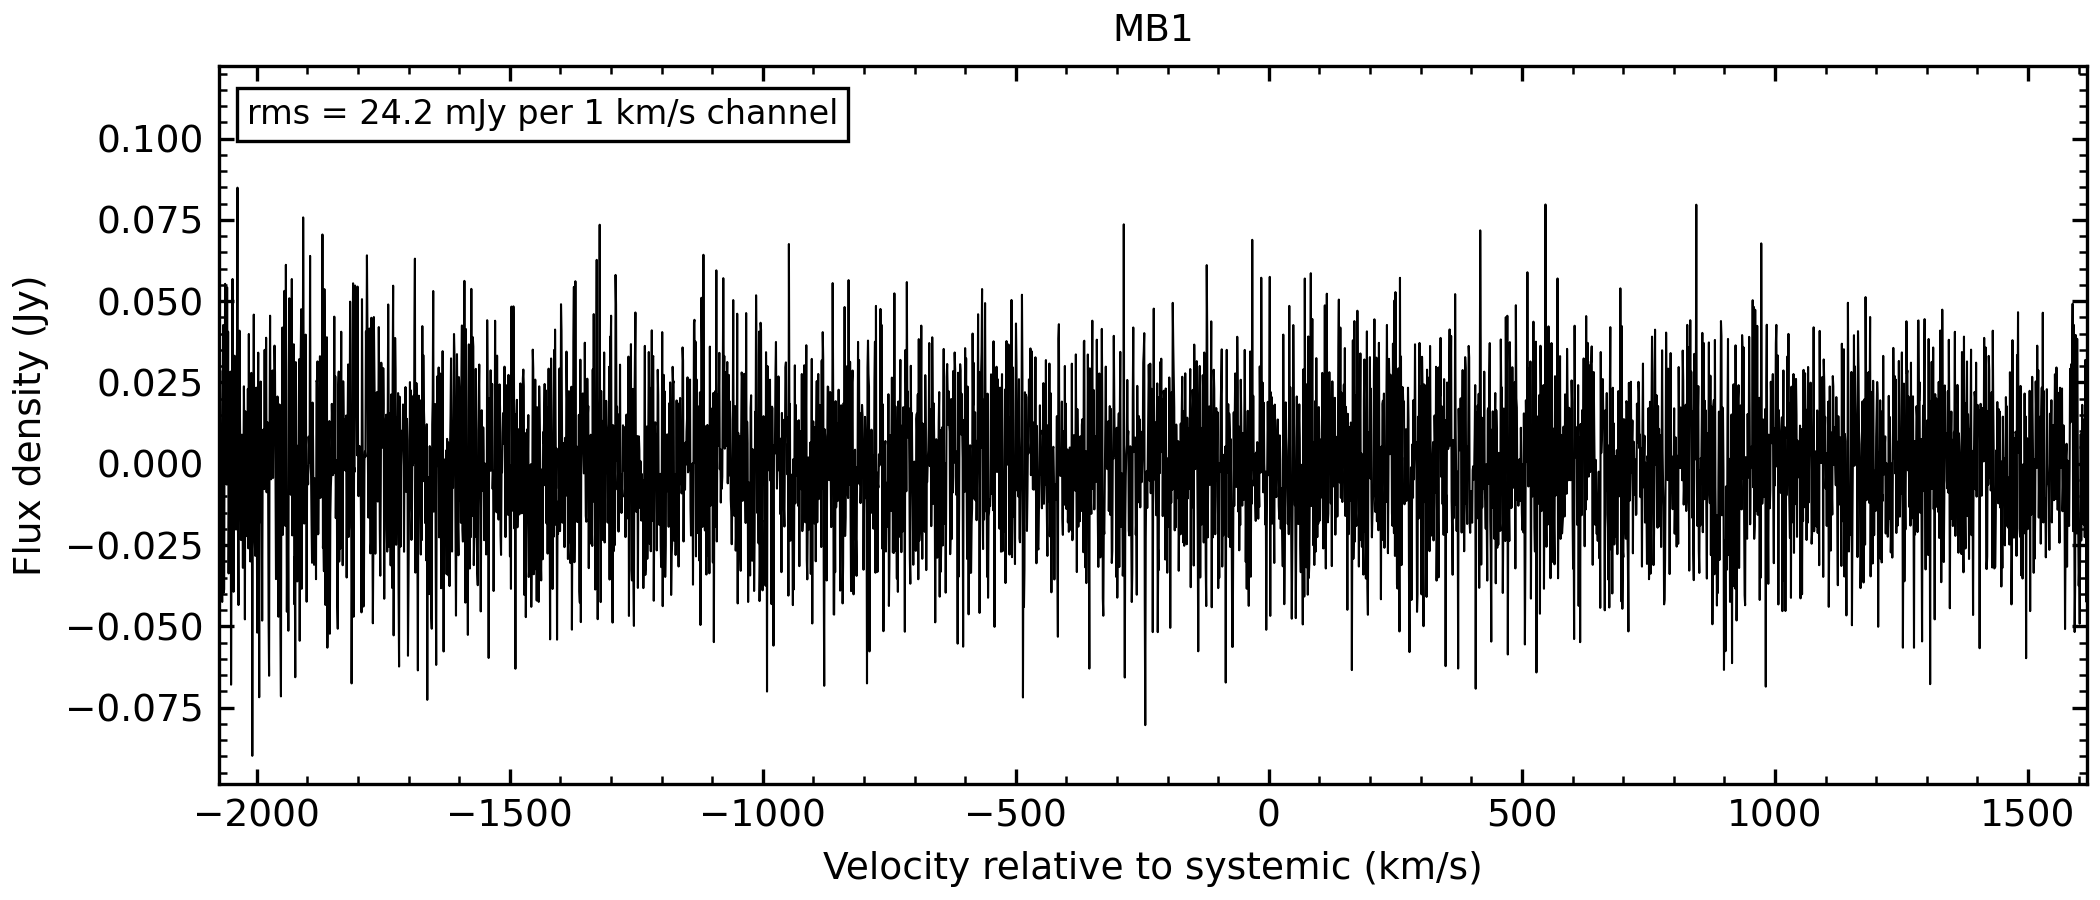 MB1
rms = 24.2 mJy per 1 km/s channel
Flux density (Jy)
0.100
0.075
0.050
0.025
0.000
−0.025
−0.050
−0.075
−2000 −1500 −1000 −500 0 500 1000 1500
Velocity relative to systemic (km/s)